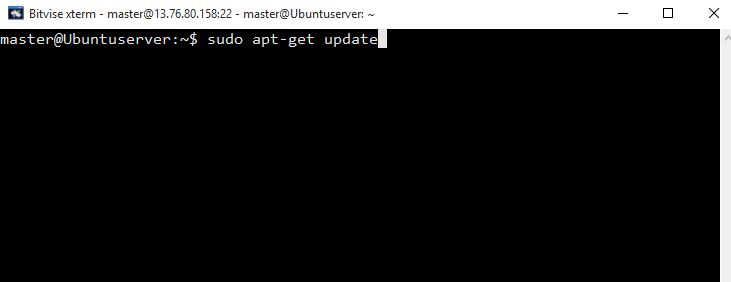 Bitvise xterm - master@13.76.80.158:22 - master@Ubuntuserver: ~
master@Ubuntuserver:~$ sudo apt-get update